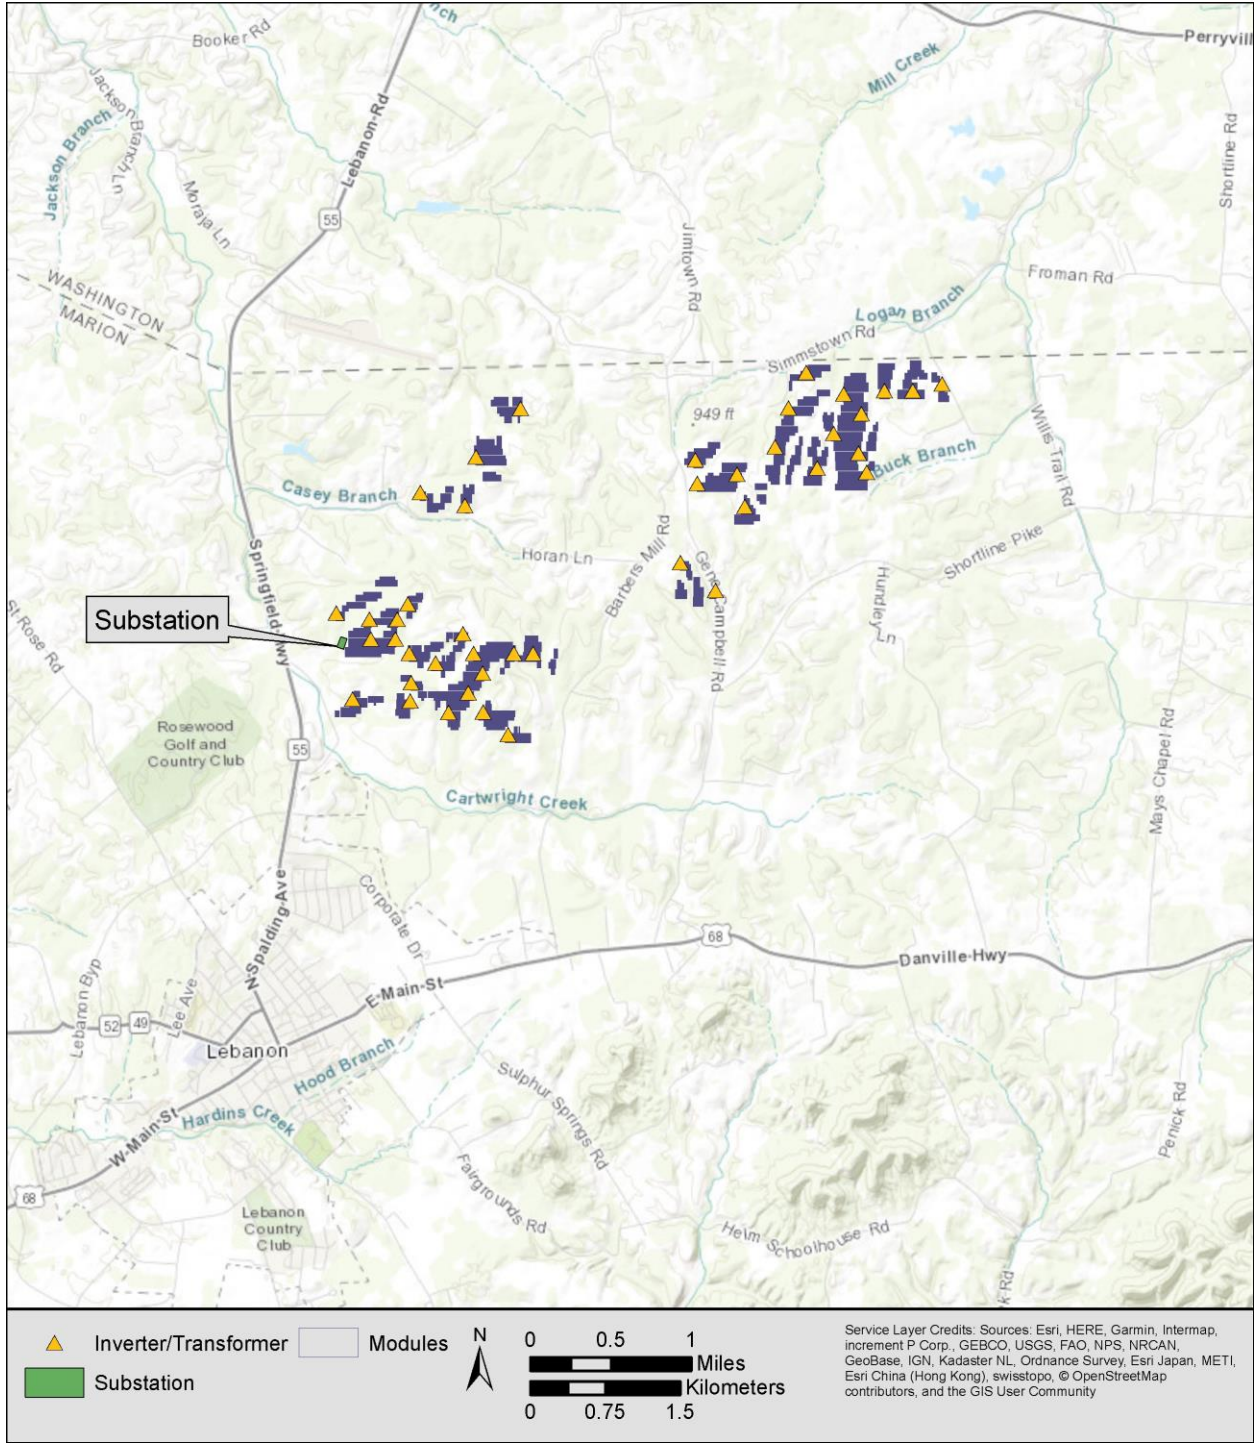 nch
Booker Rd
Perryvill
Mill Creek
Jackson
Branch Ln
Jackson Branch
Lebanon-Rd
Shortline Rd
Moraja Ln
55
Jimtown Rd
WASHINGTON
MARION
Froman Rd
Logan Branch
Simmstown Rd
949 ft
Willis Trail Rd
Buck Branch
Casey Branch
Springfield-Hwy
Horan Ln
Barbers Mill Rd
Gene Campbell Rd
Shortline Pike
Hundley Ln
St Rose Rd
Substation
Rosewood
Golf and
Country Club
55
Mays Chapel Rd
Cartwright Creek
N-Spalding-Ave
Corporate Dr
68
Danville-Hwy
E-Main-St
Lebanon Byp
Lee Ave
52
49
Lebanon
Hood Branch
Sulphur Springs Rd
Hardins Creek
W-Main-St
Penick Rd
68
Fairgrounds Rd
Lebanon
Country
Club
Helm Schoolhouse Rd
k Rd
Inverter/Transformer
Modules
Substation
N
0 0.5 1
Miles
Kilometers
0 0.75 1.5
Service Layer Credits: Sources: Esri, HERE, Garmin, Intermap,
increment P Corp., GEBCO, USGS, FAO, NPS, NRCAN,
GeoBase, IGN, Kadaster NL, Ordnance Survey, Esri Japan, METI,
Esri China (Hong Kong), swisstopo, © OpenStreetMap
contributors, and the GIS User Community